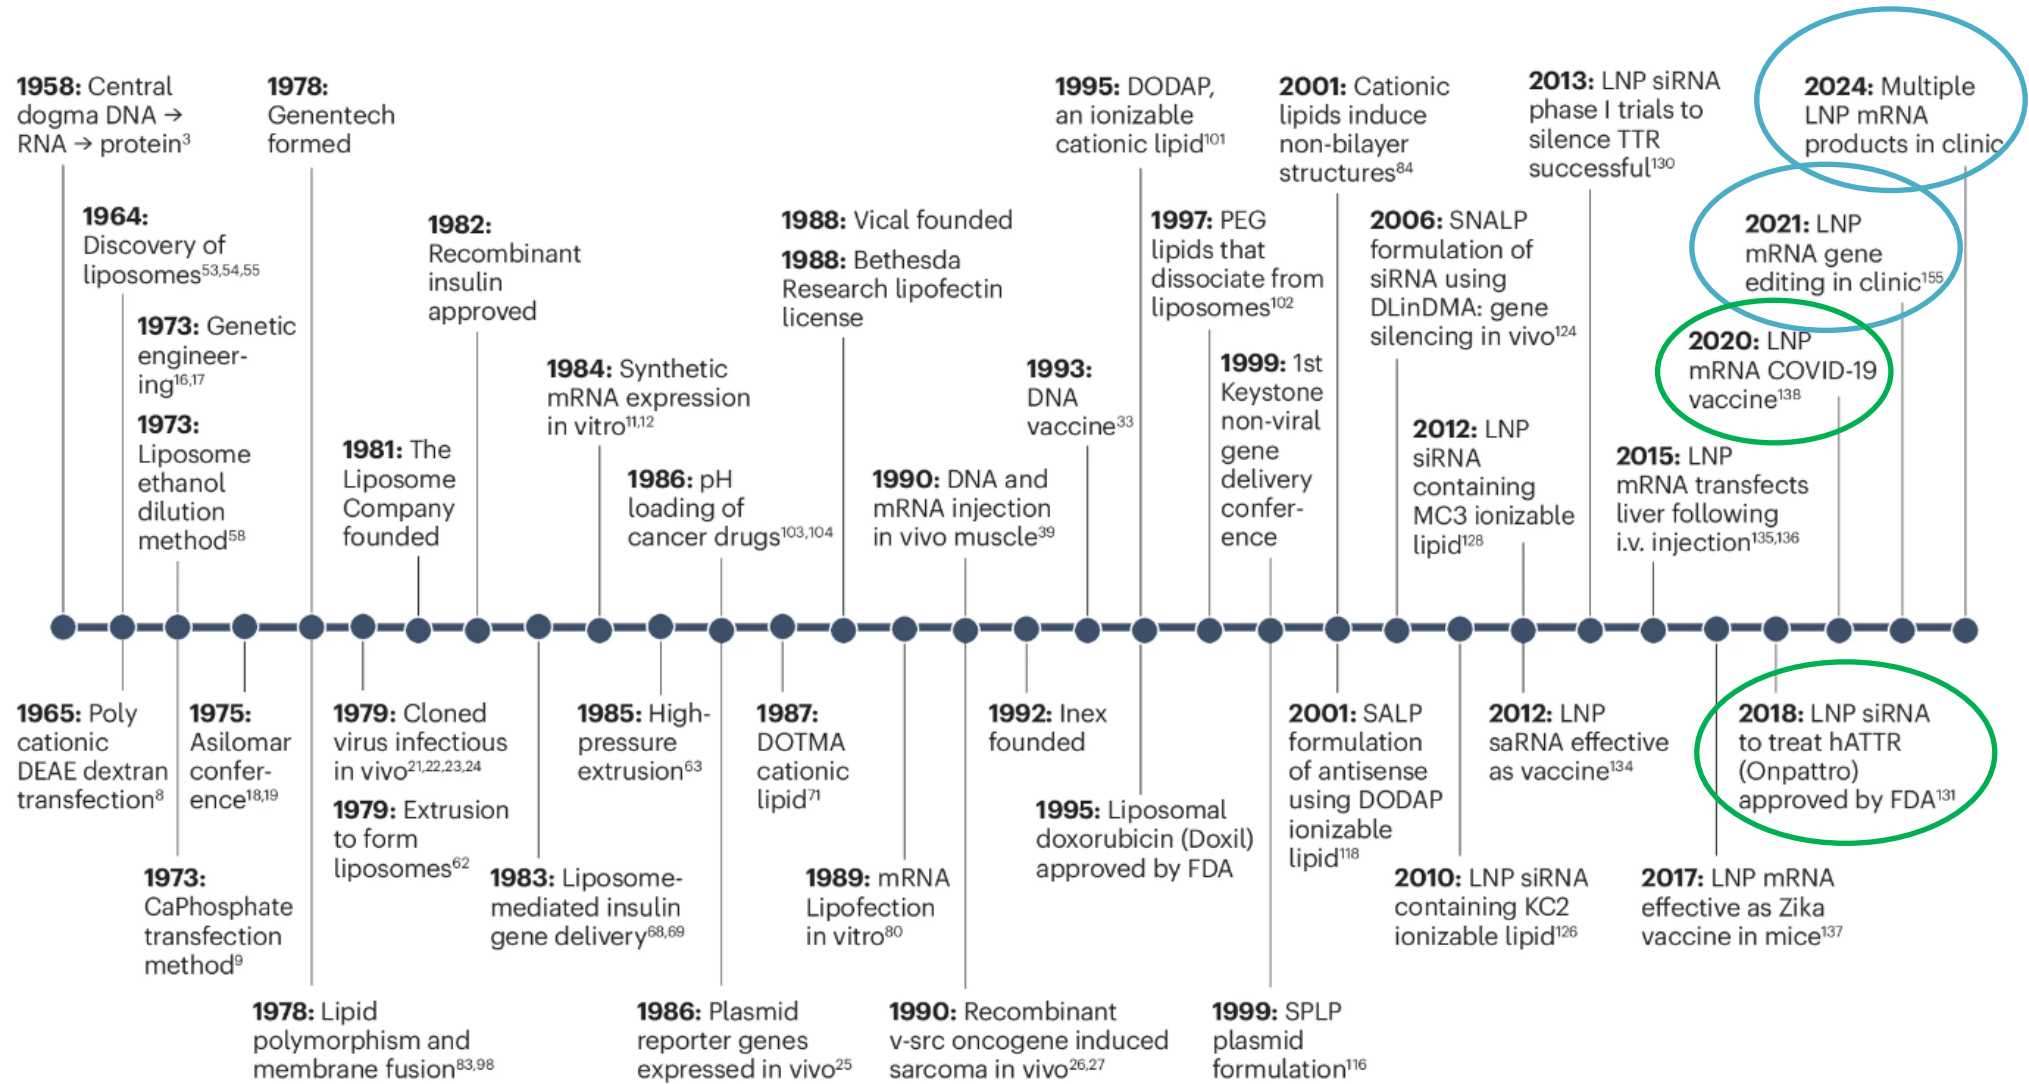 1958: Central
dogma DNA →
RNA → protein3
1978:
Genentech
formed
1995: DODAP,
an ionizable
cationic lipid101
2001: Cationic
lipids induce
non-bilayer
structures84
2013: LNP siRNA
phase I trials to
silence TTR
successful130
2024: Multiple
LNP mRNA
products in clinic
1964:
Discovery of
liposomes53,54,55
1982:
Recombinant
insulin
approved
1988: Vical founded
1988: Bethesda
Research lipofectin
license
1997: PEG
lipids that
dissociate from
liposomes102
2006: SNALP
formulation of
siRNA using
DLinDMA: gene
silencing in vivo124
2021: LNP
mRNA gene
editing in clinic155
1973: Genetic
engineer-
ing16,17
1984: Synthetic
mRNA expression
in vitro11,12
1993:
DNA
vaccine33
1999: 1st
Keystone
non-viral
gene
delivery
confer-
ence
2020: LNP
mRNA COVID-19
vaccine138
1973:
Liposome
ethanol
dilution
method58
1981: The
Liposome
Company
founded
1986: pH
loading of
cancer drugs103,104
1990: DNA and
mRNA injection
in vivo muscle39
2012: LNP
siRNA
containing
MC3 ionizable
lipid128
2015: LNP
mRNA transfects
liver following
i.v. injection135,136
1965: Poly
cationic
DEAE dextran
transfection8
1975:
Asilomar
confer-
ence18,19
1979: Cloned
virus infectious
in vivo21,22,23,24
1979: Extrusion
to form
liposomes62
1985: High-
pressure
extrusion63
1987:
DOTMA
cationic
lipid71
1992: Inex
founded
1995: Liposomal
doxorubicin (Doxil)
approved by FDA
2001: SALP
formulation
of antisense
using DODAP
ionizable
lipid118
2012: LNP
saRNA effective
as vaccine134
2018: LNP siRNA
to treat hATTR
(Onpattro)
approved by FDA131
1973:
CaPhosphate
transfection
method9
1983: Liposome-
mediated insulin
gene delivery68,69
1989: mRNA
Lipofection
in vitro80
2010: LNP siRNA
containing KC2
ionizable lipid126
2017: LNP mRNA
effective as Zika
vaccine in mice137
1978: Lipid
polymorphism and
membrane fusion83,98
1986: Plasmid
reporter genes
expressed in vivo25
1990: Recombinant
v-src oncogene induced
sarcoma in vivo26,27
1999: SPLP
plasmid
formulation116